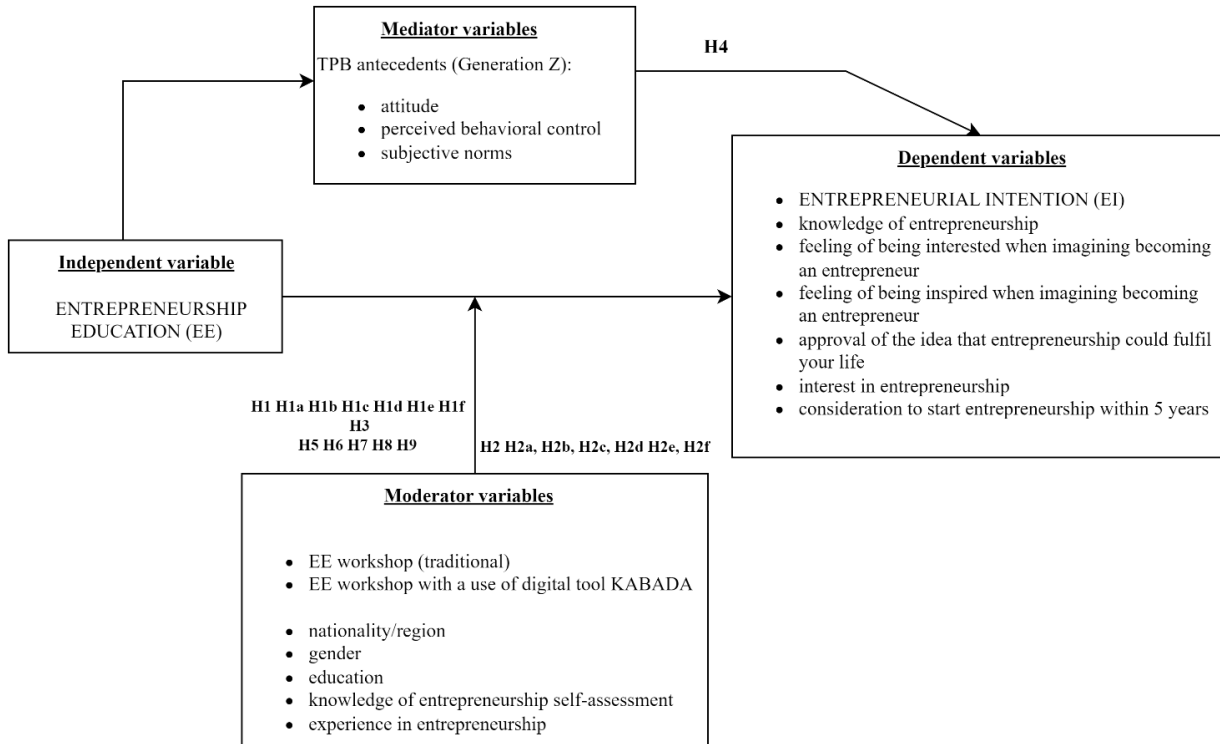 Mediator variables
TPB antecedents (Generation Z):
• attitude
• perceived behavioral control
• subjective norms
H4
Dependent variables
• ENTREPRENEURIAL INTENTION (EI)
• knowledge of entrepreneurship
• feeling of being interested when imagining becoming
an entrepreneur
• feeling of being inspired when imagining becoming
an entrepreneur
• approval of the idea that entrepreneurship could fulfil
your life
• interest in entrepreneurship
• consideration to start entrepreneurship within 5 years
Independent variable
ENTREPRENEURSHIP
EDUCATION (EE)
H1 H1a H1b H1c H1d H1e H1f
H3
H5 H6 H7 H8 H9
H2 H2a, H2b, H2c, H2d H2e, H2f
Moderator variables
• EE workshop (traditional)
• EE workshop with a use of digital tool KABADA
• nationality/region
• gender
• education
• knowledge of entrepreneurship self-assessment
• experience in entrepreneurship